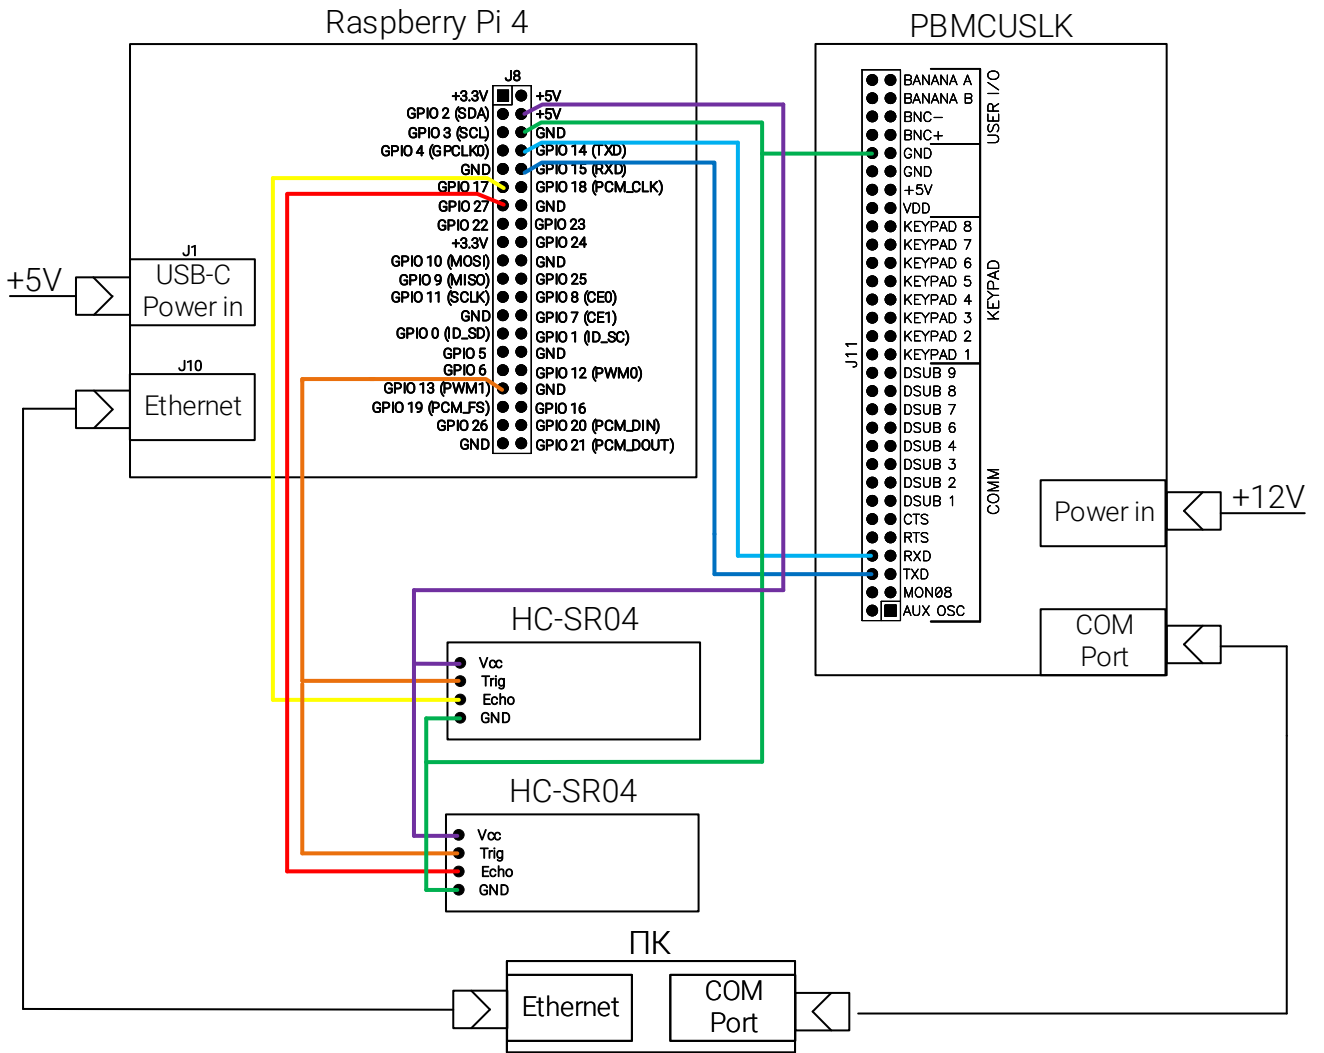 Raspberry Pi 4
PBMCUSLK
J8
+3.3V
+5V
GPIO 2 (SDA)
+5V
GPIO 3 (SCL)
GND
GPIO 4 (GPCLK0)
GPIO 14 (TXD)
GND
GPIO 15 (RXD)
GPIO 17
GPIO 18 (PCM_CLK)
GPIO 27
GND
GPIO 22
GPIO 23
+3.3V
GPIO 24
GPIO 10 (MOSI)
GND
GPIO 9 (MISO)
GPIO 25
GPIO 11 (SCLK)
GPIO 8 (CE0)
GND
GPIO 7 (CE1)
GPIO 0 (ID_SD)
GPIO 1 (ID_SC)
GPIO 5
GND
GPIO 6
GPIO 12 (PWM0)
GPIO 13 (PWM1)
GND
GPIO 19 (PCM_FS)
GPIO 16
GPIO 26
GPIO 20 (PCM_DIN)
GND
GPIO 21 (PCM_DOUT)
J1
+5V
USB-C
Power in
J10
Ethernet
J11
BANANA A
BANANA B
BNC-
BNC+
USER I/O
GND
GND
+5V
VDD
KEYPAD 8
KEYPAD 7
KEYPAD 6
KEYPAD 5
KEYPAD 4
KEYPAD 3
KEYPAD 2
KEYPAD 1
KEYPAD
DSUB 9
DSUB 8
DSUB 7
DSUB 6
DSUB 4
DSUB 3
DSUB 2
DSUB 1
CTS
RTS
RXD
TXD
MON08
AUX OSC
COMM
Power in
+12V
COM
Port
HC-SR04
Vcc
Trig
Echo
GND
HC-SR04
Vcc
Trig
Echo
GND
ПК
Ethernet
COM
Port